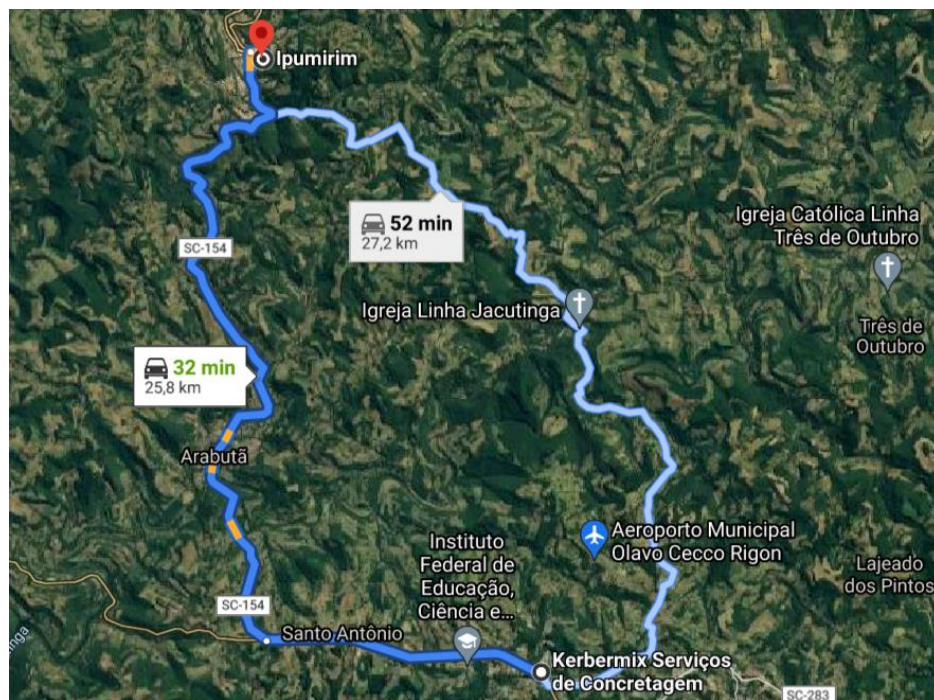 Ipumirim
52 min
27,2 km
Igreja Católica Linha
Três de Outubro
SC-154
Igreja Linha Jacutinga
Três de
Outubro
32 min
25,8 km
Arabutã
Aeroporto Municipal
Olavo Cecco Rigon
Instituto
Federal de
Educação,
Ciência e...
Lajeado
dos Pintos
SC-154
Santo Antônio
Kerbermix Serviços
de Concretagem
SC-283